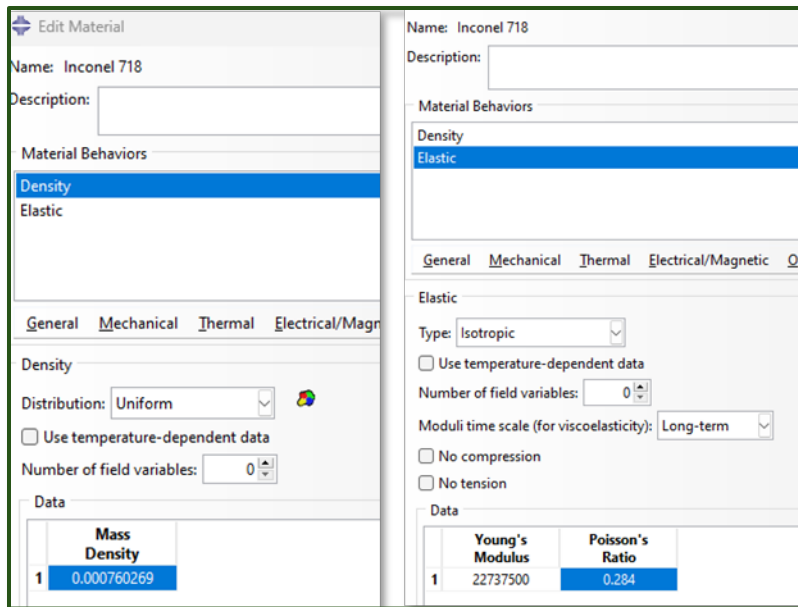 Edit Material
Name: Inconel 718
Description:
Material Behaviors
Density
Elastic
General Mechanical Thermal Electrical/Magn
Density
Distribution: Uniform
Use temperature-dependent data
Number of field variables: 0
Data
Mass
Density
1 0.000760269
Name: Inconel 718
Description:
Material Behaviors
Density
Elastic
General Mechanical Thermal Electrical/Magnetic O
Elastic
Type: Isotropic
Use temperature-dependent data
Number of field variables: 0
Moduli time scale (for viscoelasticity): Long-term
No compression
No tension
Data
Young's Poisson's
Modulus Ratio
1 22737500 0.284